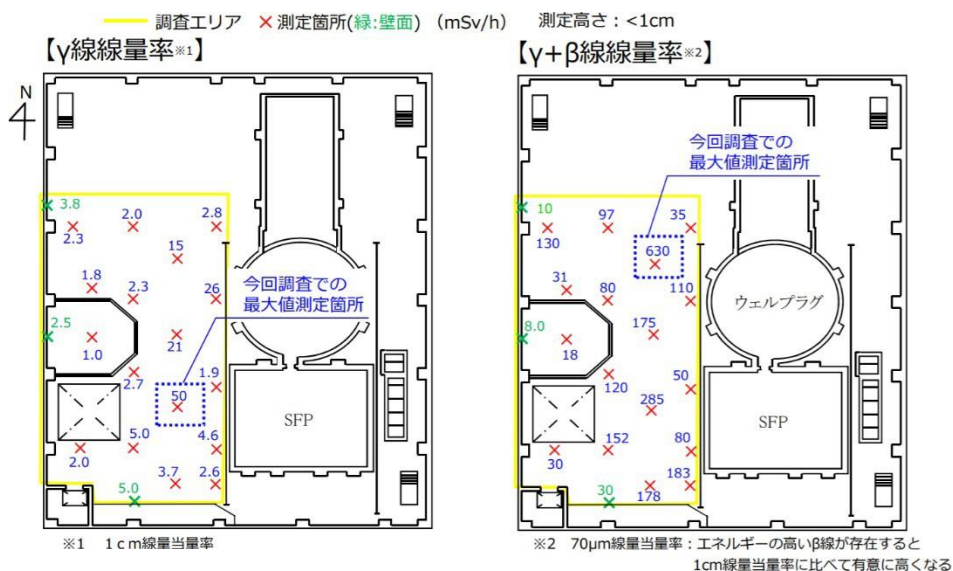 調査エリア × 測定箇所(緑:壁面) (mSv/h) 測定高さ:<1cm
【γ線線量率※1】
【γ+β線線量率※2】
N
今回調査での
最大値測定箇所
3.8
2.3
2.0
2.8
15
1.8
2.3
26
今回調査での
最大値測定箇所
2.5
1.0
21
2.7
1.9
50
SFP
2.0
5.0
4.6
3.7
2.6
5.0
10
130
97
35
630
31
80
110
ウェルプラグ
8.0
18
175
120
50
285
SFP
30
152
80
178
183
30
※1 1cm線量当量率
※2 70μm線量当量率:エネルギーの高いβ線が存在すると
1cm線量当量率に比べて有意に高くなる